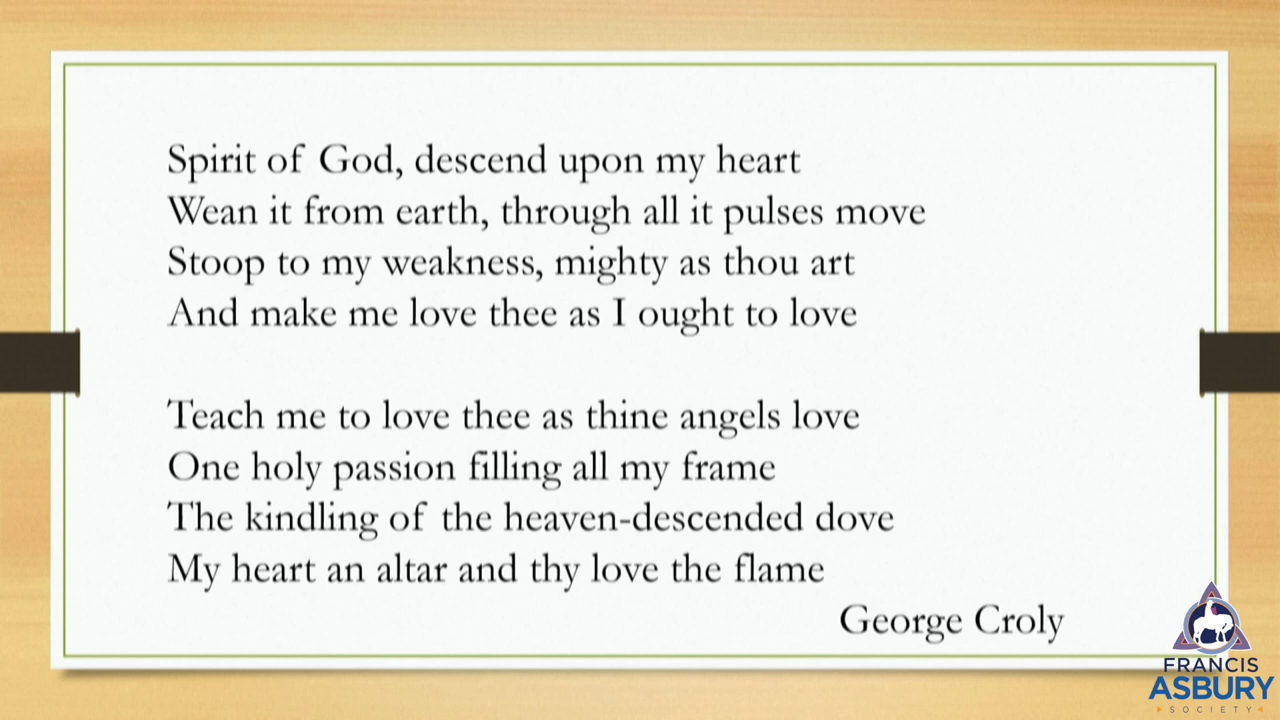 Spirit of God, descend upon my heart
Wean it from earth, through all it pulses move
Stoop to my weakness, mighty as thou art
And make me love thee as I ought to love
Teach me to love thee as thine angels love
One holy passion filling all my frame
The kindling of the heaven-descended dove
My heart an altar and thy love the flame
George Croly
FRANCIS
ASBURY
SOCIETY